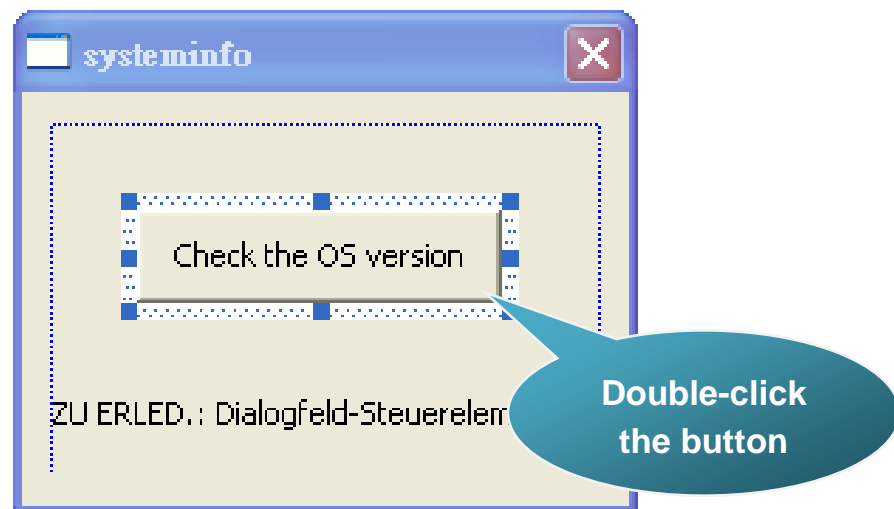 systeminfo
Check the OS version
ZU ERLED.: Dialogfeld-Steuerelem
Double-click
the button